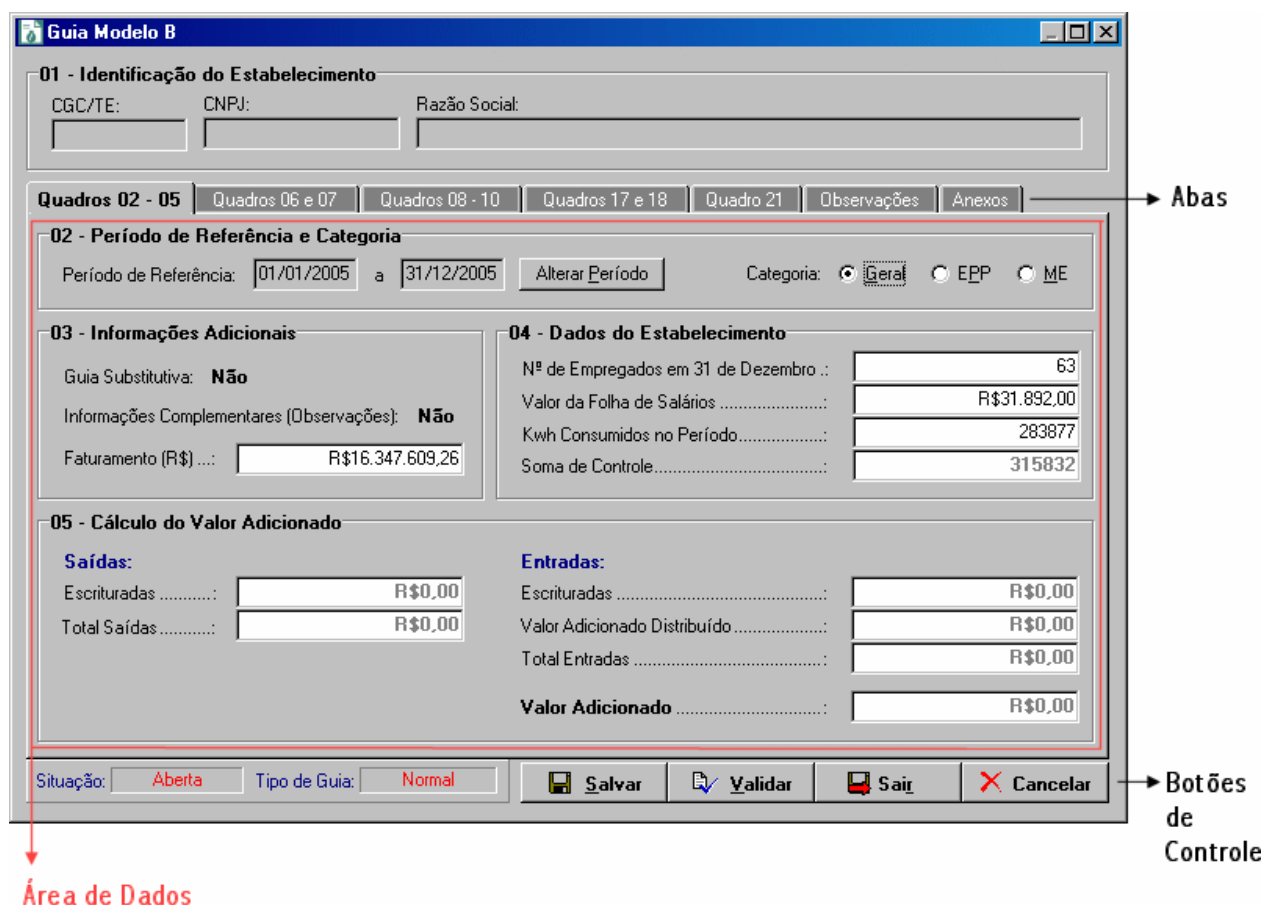 Guia Modelo B
01 - Identificação do Estabelecimento
CGC/TE: CNPJ: Razão Social:
Quadros 02 - 05 Quadros 06 e 07 Quadros 08 - 10 Quadros 17 e 18 Quadro 21 Observações Anexos Abas
02 - Período de Referência e Categoria
Período de Referência: 01/01/2005 a 31/12/2005 Alterar Período Categoria: Geral EPP ME
03 - Informações Adicionais 04 - Dados do Estabelecimento
Guia Substitutiva: Não Nº de Empregados em 31 de Dezembro .: 63
Valor da Folha de Salários .......................: R$31.892,00
Informações Complementares (Observações): Não Kwh Consumidos no Período...................: 283877
Faturamento (R$) ...: R$16.347.609,26 Soma de Controle......................................: 315832
05 - Cálculo do Valor Adicionado
Saídas: Entradas:
Escrituradas ...........: R$0,00 Escrituradas ..............................................: R$0,00
Total Saídas ...........: R$0,00 Valor Adicionado Distribuído ....................: R$0,00
Total Entradas ..........................................: R$0,00
Valor Adicionado ................................: R$0,00
Situação: Aberta Tipo de Guia: Normal Salvar Validar Sair Cancelar Botões
de
Controle
Área de Dados